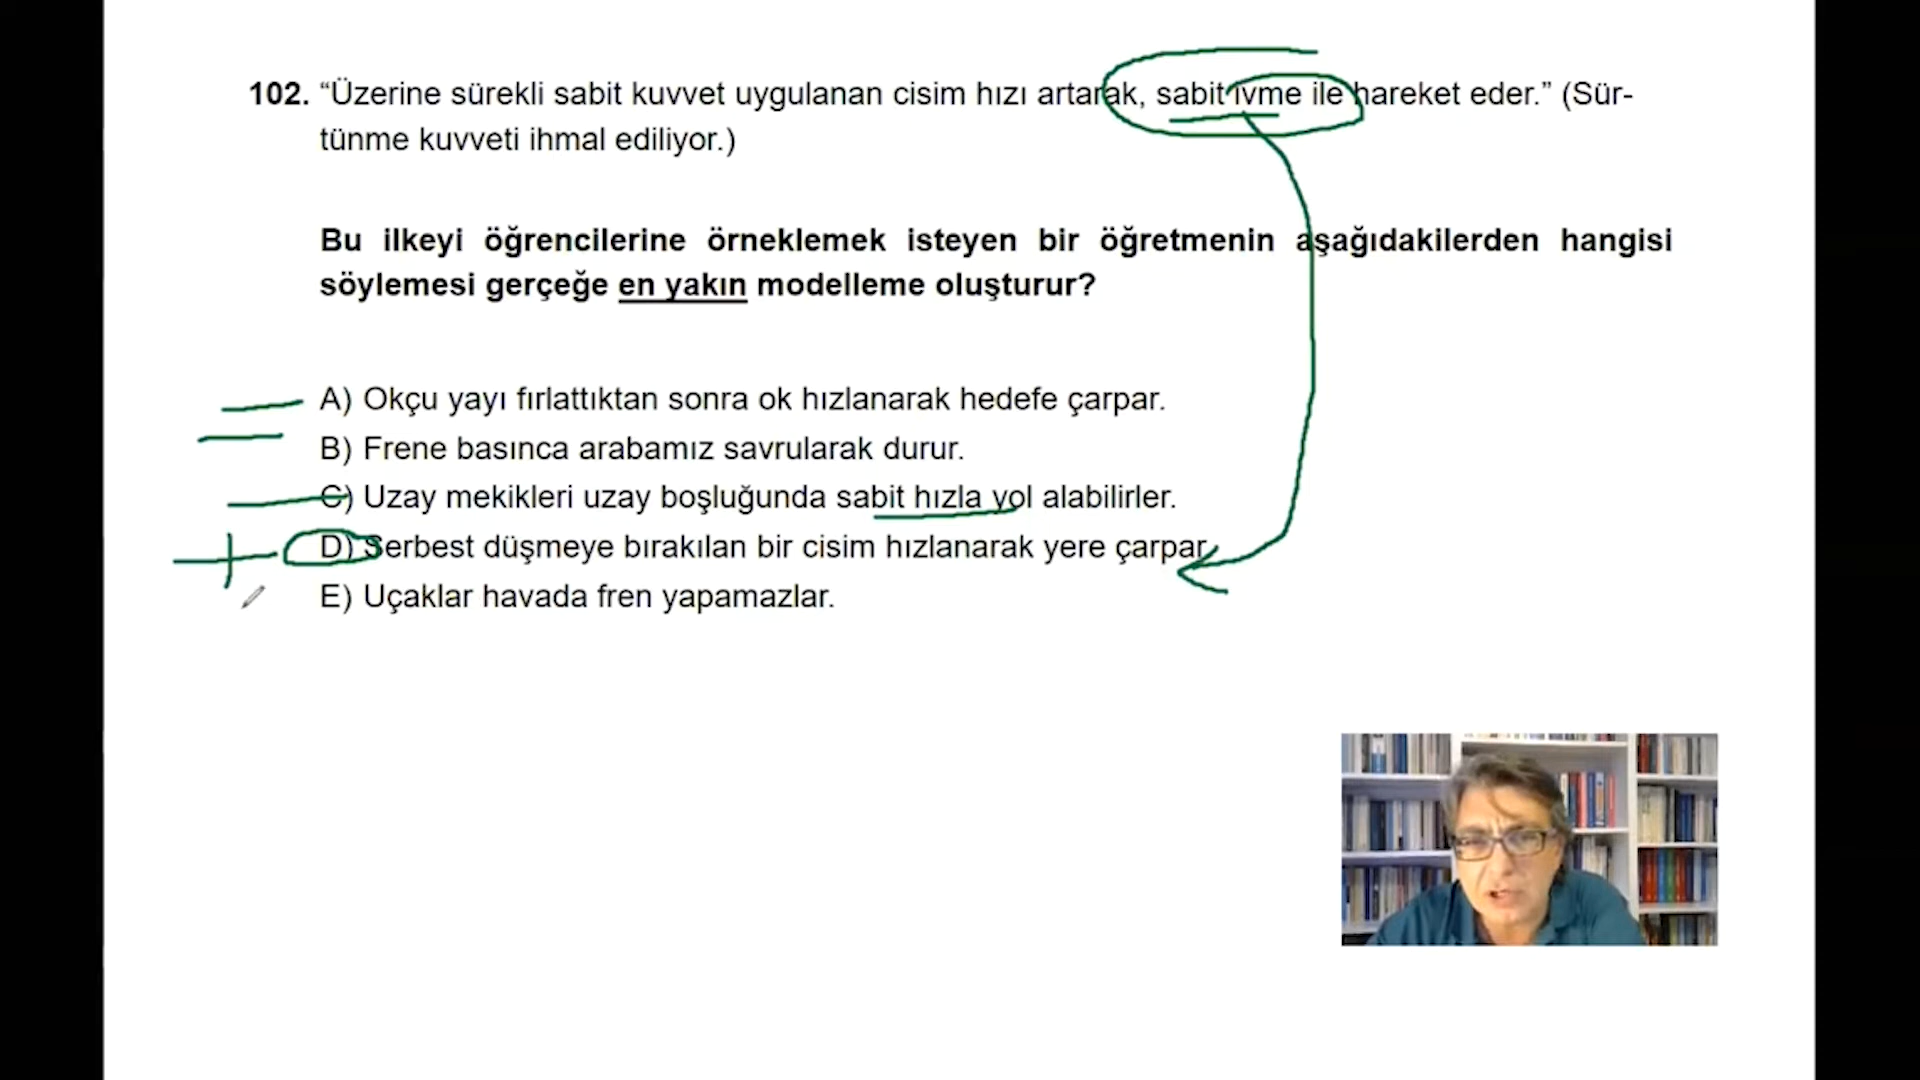 102. “Üzerine sürekli sabit kuvvet uygulanan cisim hızı artarak, sabit ivme ile hareket eder.” (Sür-
tünme kuvveti ihmal ediliyor.)
Bu ilkeyi öğrencilerine örneklemek isteyen bir öğretmenin aşağıdakilerden hangisi
söylemesi gerçeğe en yakın modelleme oluşturur?
A) Okçu yayı fırlattıktan sonra ok hızlanarak hedefe çarpar.
B) Frene basınca arabamız savrularak durur.
C) Uzay mekikleri uzay boşluğunda sabit hızla yol alabilirler.
D) Serbest düşmeye bırakılan bir cisim hızlanarak yere çarpar.
E) Uçaklar havada fren yapamazlar.